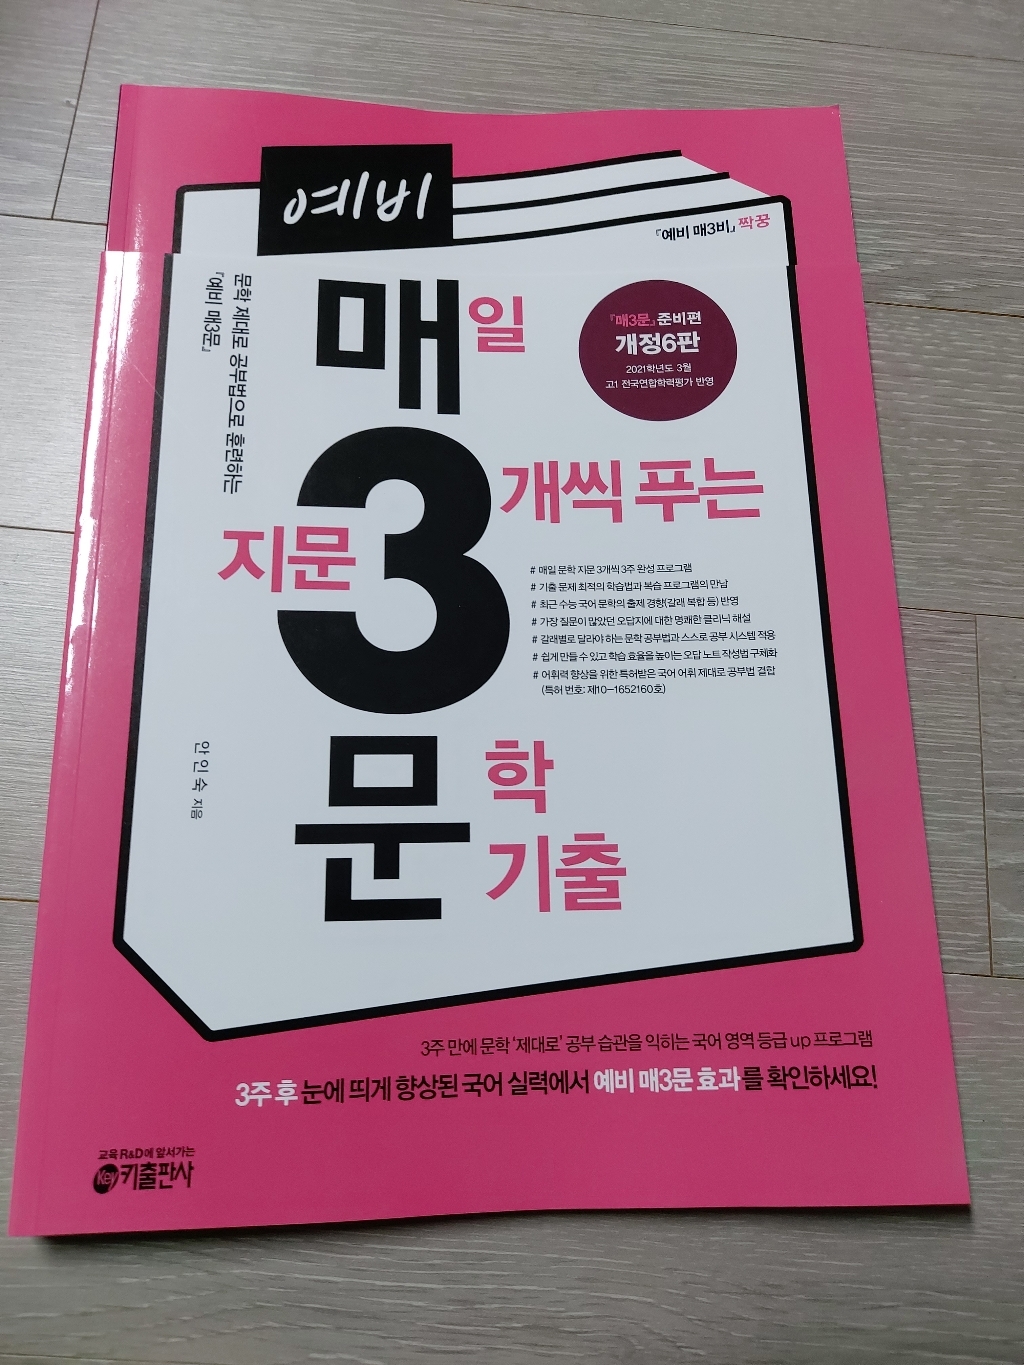 예비
『예비 매3비』 짝꿍
문학 제대로 공부법으로 훈련하는
『예비 매3문』
매일
지문 3개씩 푸는
문학
기출
『매3문』 준비편
개정6판
2021학년도 3월
고1 전국연합학력평가 반영
# 매일 문학 지문 3개씩 3주 완성 프로그램
# 기출 문제 최적의 학습법과 복습 프로그램의 만남
# 최근 수능 국어 문학의 출제 경향(갈래 복합 등) 반영
# 가장 질문이 많았던 오답지에 대한 명쾌한 클리닉 해설
# 갈래별로 달라야 하는 문학 공부법과 스스로 공부 시스템 적용
# 쉽게 만들 수 있고 학습 효율을 높이는 오답 노트 작성법 구체화
# 어휘력 향상을 위한 특허받은 국어 어휘 제대로 공부법 결합
(특허 번호: 제10-1652160호)
안인숙 지음
3주 만에 문학 '제대로' 공부 습관을 익히는 국어 영역 등급 up 프로그램
3주 후 눈에 띄게 향상된 국어 실력에서 예비 매3문 효과를 확인하세요!
교육 R&D에 앞서가는
Key 키출판사